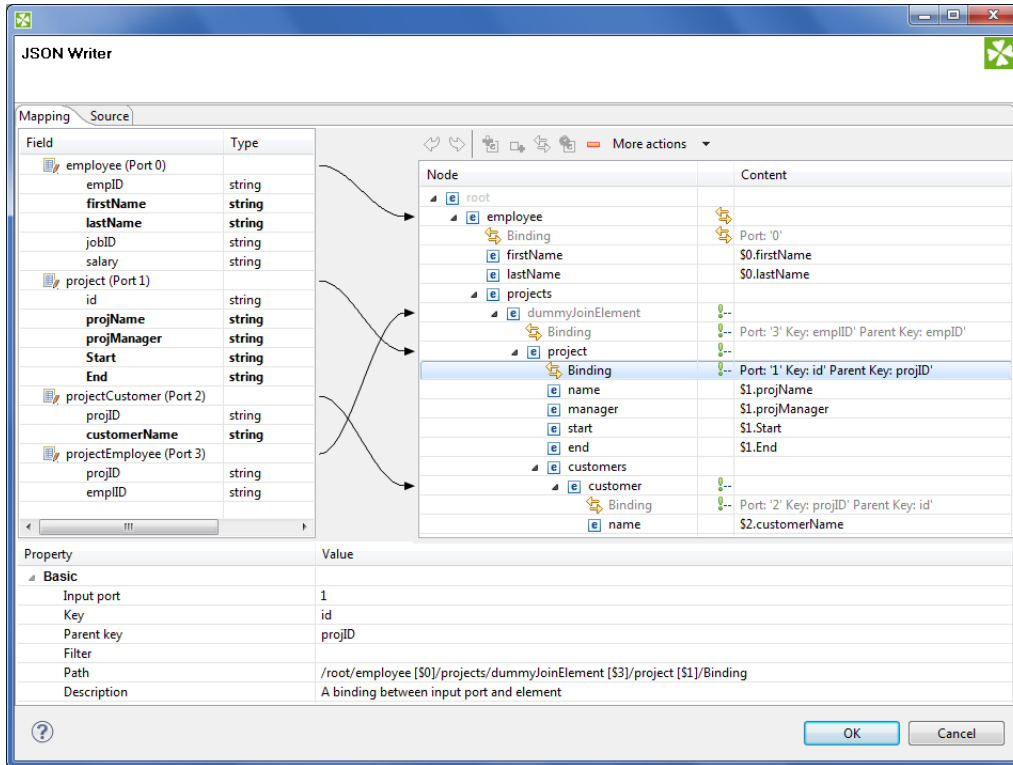 JSON Writer
Mapping Source
Field Type
employee (Port 0)
empID string
firstName string
lastName string
jobID string
salary string
project (Port 1)
id string
projName string
projManager string
Start string
End string
projectCustomer (Port 2)
projID string
customerName string
projectEmployee (Port 3)
projID string
emplID string
More actions
Node Content
root
employee
Binding Port: '0'
firstName $0.firstName
lastName $0.lastName
projects
dummyJoinElement
Binding Port: '3' Key: emplID' Parent Key: empID'
project
Binding Port: '1' Key: id' Parent Key: projID'
name $1.projName
manager $1.projManager
start $1.Start
end $1.End
customers
customer
Binding Port: '2' Key: projID' Parent Key: id'
name $2.customerName
Property Value
Basic
Input port 1
Key id
Parent key projID
Filter
Path /root/employee [$0]/projects/dummyJoinElement [$3]/project [$1]/Binding
Description A binding between input port and element
OK Cancel